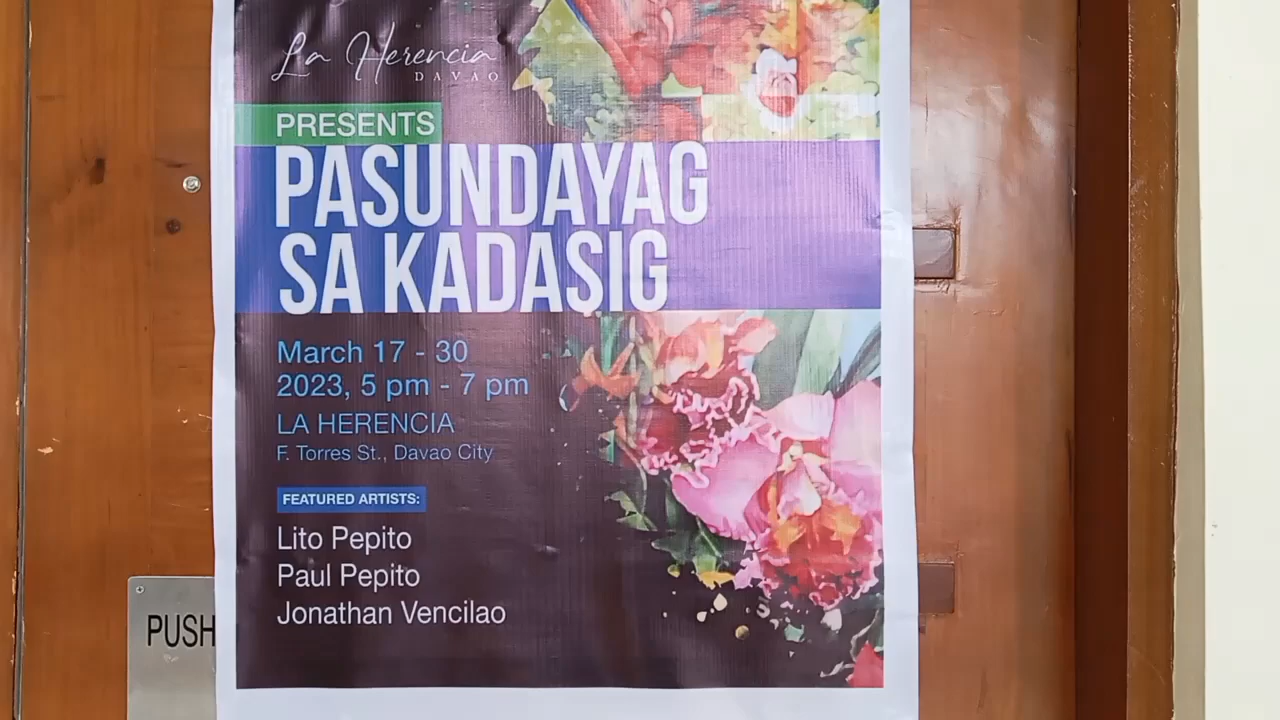 La Herencia
DAVAO
PRESENTS
PASUNDAYAG
SA KADASIG
March 17 - 30
2023, 5 pm - 7 pm
LA HERENCIA
F. Torres St., Davao City
FEATURED ARTISTS:
Lito Pepito
Paul Pepito
Jonathan Vencilao
PUSH